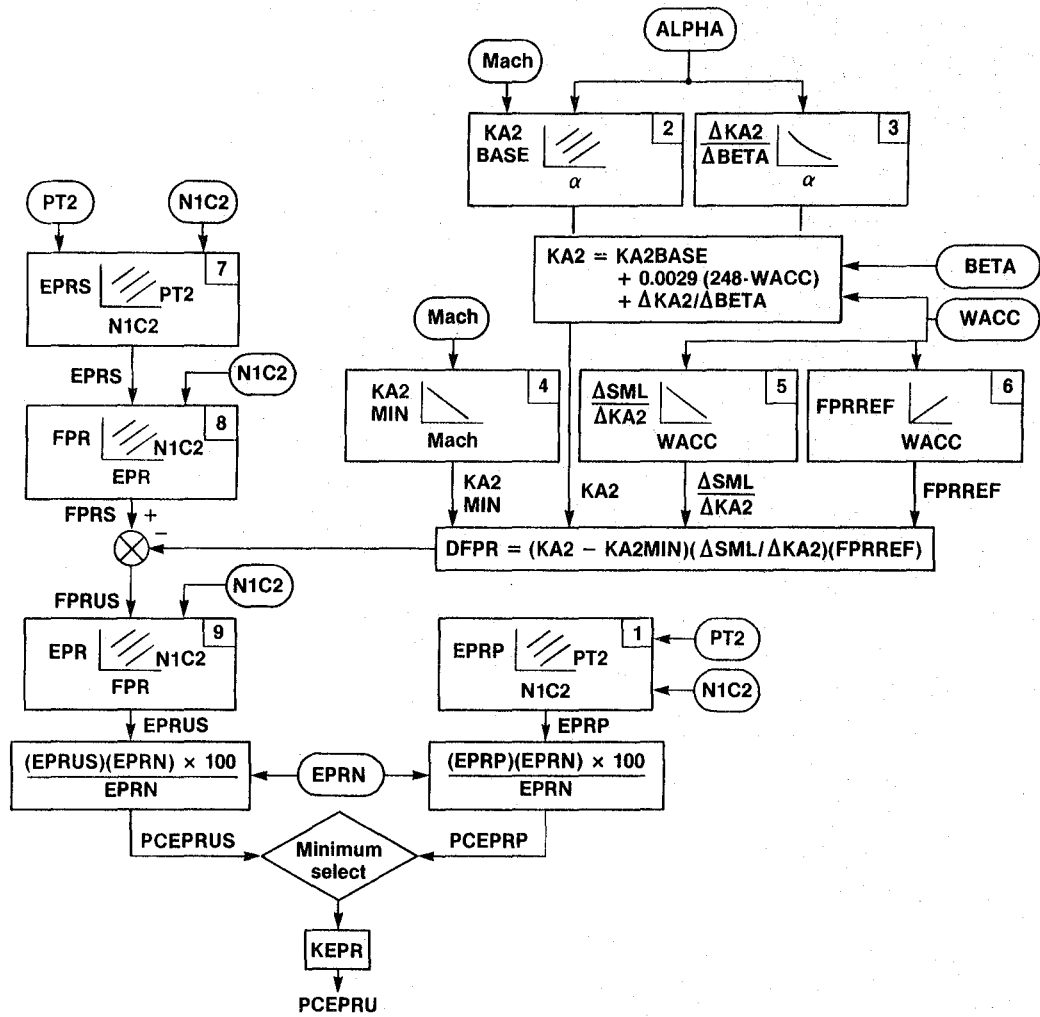 ALPHA
Mach
KA2
BASE
α
2
ΔKA2
ΔBETA
α
3
PT2
N1C2
EPRS
PT2
N1C2
7
KA2 = KA2BASE
+ 0.0029 (248-WACC)
+ ΔKA2/ΔBETA
BETA
WACC
Mach
EPRS
N1C2
KA2
MIN
Mach
4
ΔSML
ΔKA2
WACC
5
FPRREF
WACC
6
FPR
N1C2
EPR
8
KA2
MIN
KA2
ΔSML
ΔKA2
FPRREF
FPRS
+
−
DFPR = (KA2 − KA2MIN)(ΔSML/ΔKA2)(FPRREF)
FPRUS
N1C2
EPR
N1C2
FPR
9
EPRP
PT2
N1C2
1
PT2
N1C2
EPRUS
EPRP
(EPRUS)(EPRN) × 100
EPRN
EPRN
(EPRP)(EPRN) × 100
EPRN
PCEPRUS
PCEPRP
Minimum
select
KEPR
PCEPRU